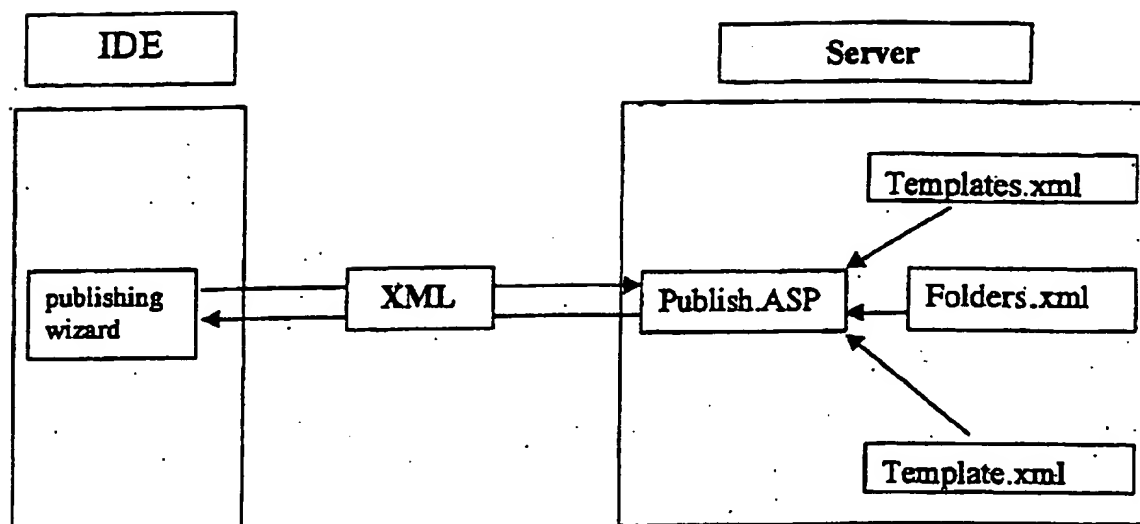 IDE
Server
Templates.xml
publishing
wizard
XML
Publish.ASP
Folders.xml
Template.xml